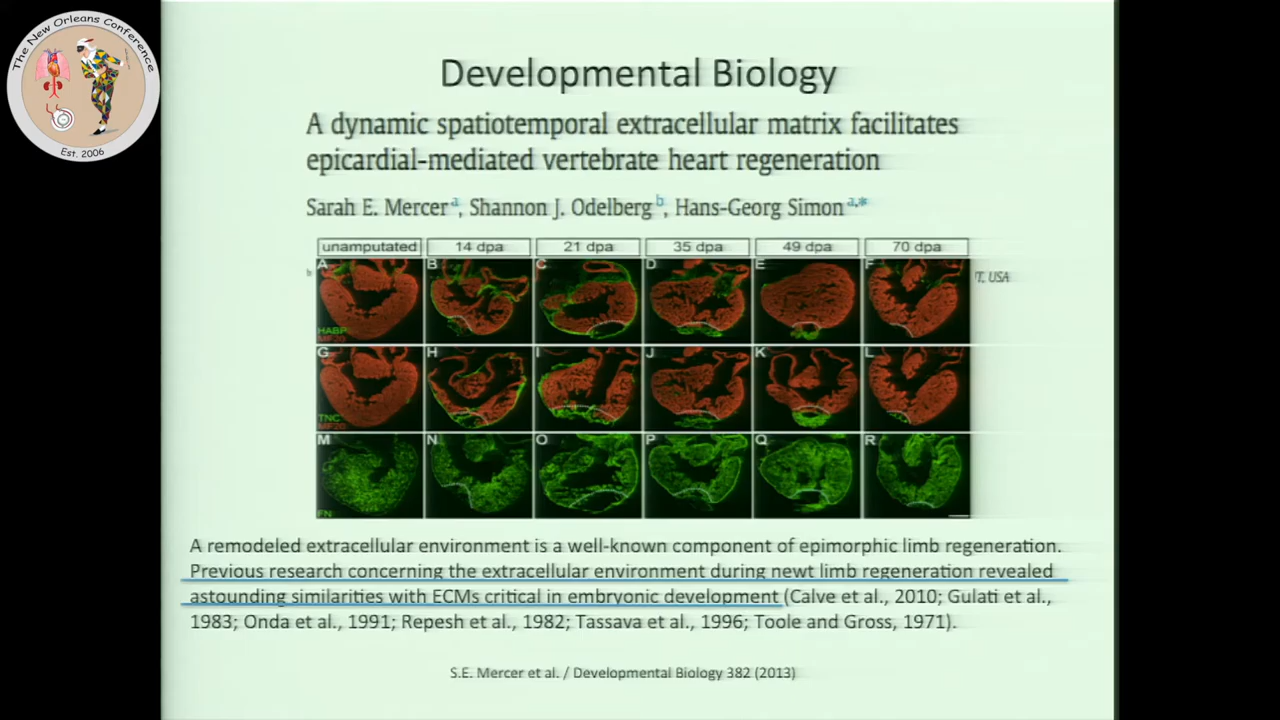 The New Orleans Conference
Est. 2006
Developmental Biology
A dynamic spatiotemporal extracellular matrix facilitates
epicardial-mediated vertebrate heart regeneration
Sarah E. Mercer a, Shannon J. Odelberg b, Hans-Georg Simon a,*
unamputated 14 dpa 21 dpa 35 dpa 49 dpa 70 dpa
b T, USA
A B C D E F
HABP
MF20
G H I J K L
TNC
MF20
M N O P Q R
FN
A remodeled extracellular environment is a well-known component of epimorphic limb regeneration.
Previous research concerning the extracellular environment during newt limb regeneration revealed
astounding similarities with ECMs critical in embryonic development (Calve et al., 2010; Gulati et al.,
1983; Onda et al., 1991; Repesh et al., 1982; Tassava et al., 1996; Toole and Gross, 1971).
S.E. Mercer et al. / Developmental Biology 382 (2013)